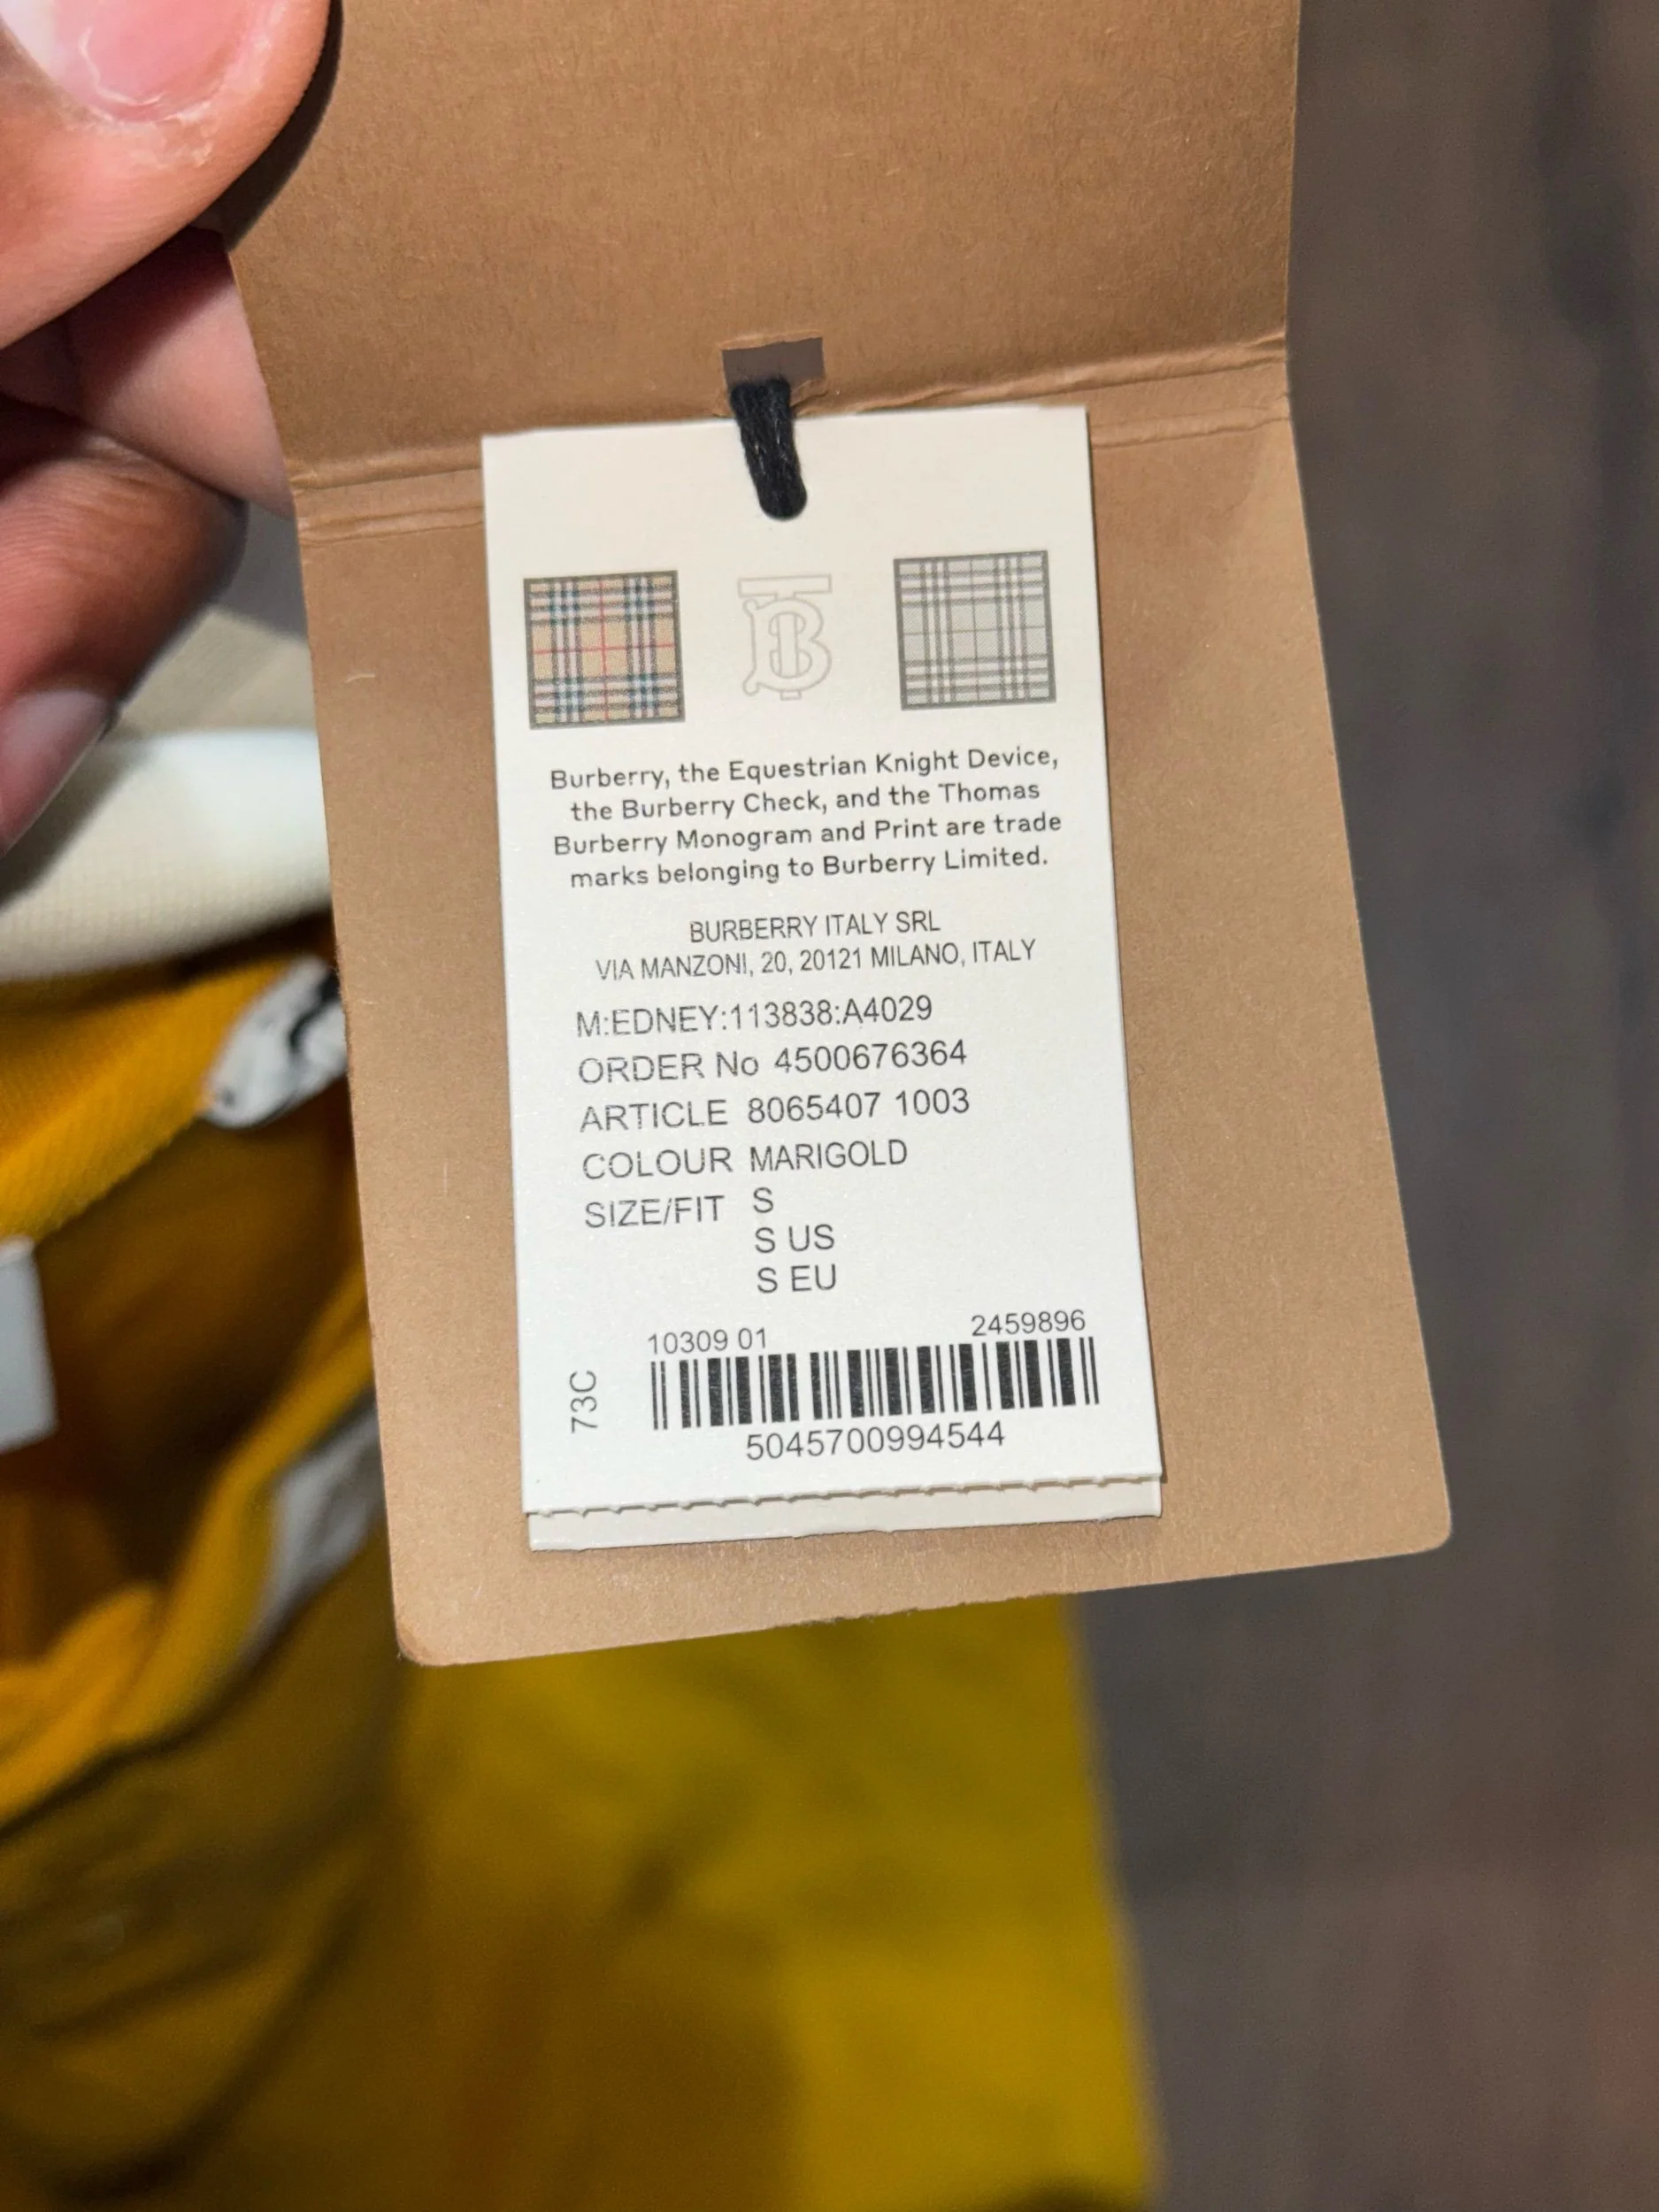 Burberry, the Equestrian Knight Device,
the Burberry Check, and the Thomas
Burberry Monogram and Print are trade
marks belonging to Burberry Limited.
BURBERRY ITALY SRL
VIA MANZONI, 20, 20121 MILANO, ITALY
M:EDNEY:113838:A4029
ORDER No 4500676364
ARTICLE 8065407 1003
COLOUR MARIGOLD
SIZE/FIT S
S US
S EU
10309 01 2459896
73C
5045700994544